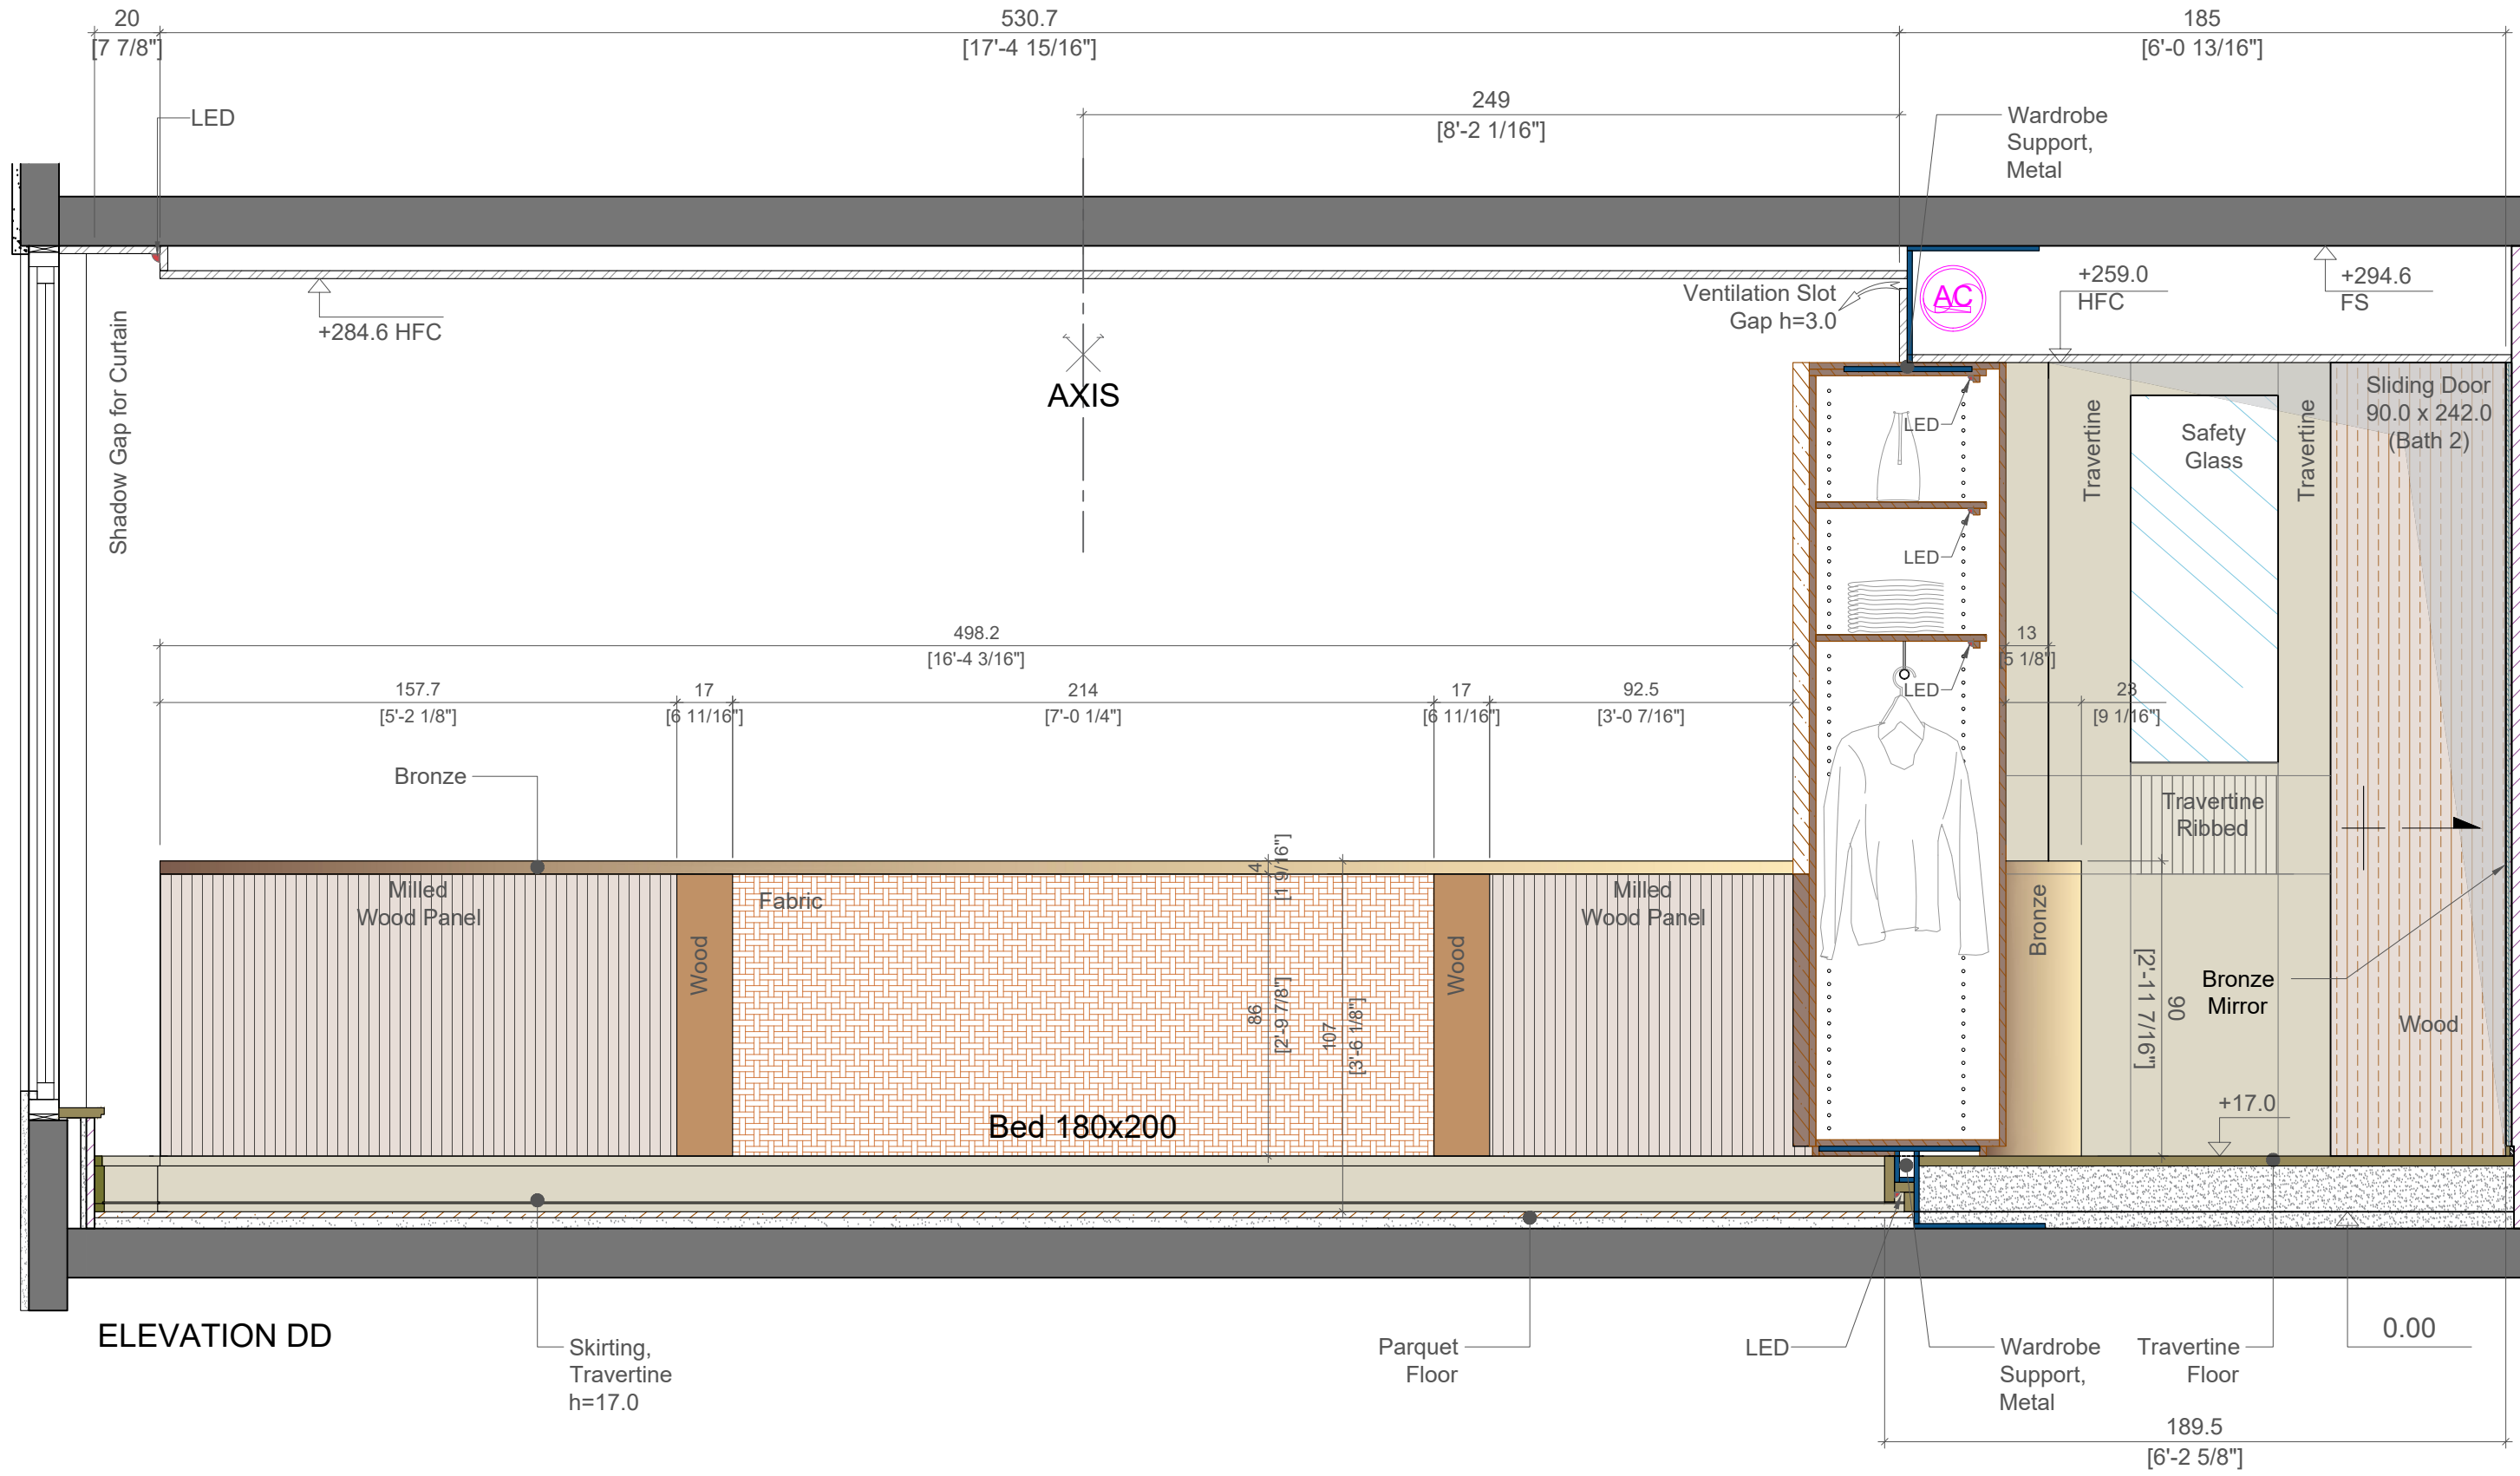 20
[7 7/8"]
530.7
[17'-4 15/16"]
185
[6'-0 13/16"]
249
[8'-2 1/16"]
LED
Wardrobe
Support,
Metal
+284.6 HFC
Shadow Gap for Curtain
AXIS
Ventilation Slot
Gap h=3.0
AC
+259.0
HFC
+294.6
FS
LED
LED
LED
Travertine
Safety
Glass
Travertine
Sliding Door
90.0 x 242.0
(Bath 2)
498.2
[16'-4 3/16"]
13
[5 1/8"]
157.7
[5'-2 1/8"]
17
[6 11/16"]
214
[7'-0 1/4"]
17
[6 11/16"]
92.5
[3'-0 7/16"]
23
[9 1/16"]
Bronze
Travertine
Ribbed
Milled
Wood Panel
Wood
Fabric
4
[1 9/16"]
86
[2'-9 7/8"]
107
[3'-6 1/8"]
Wood
Milled
Wood Panel
Bronze
90
[2'-11 7/16"]
Bronze
Mirror
Wood
Bed 180x200
+17.0
ELEVATION DD
Skirting,
Travertine
h=17.0
Parquet
Floor
LED
Wardrobe
Support,
Metal
Travertine
Floor
0.00
189.5
[6'-2 5/8"]